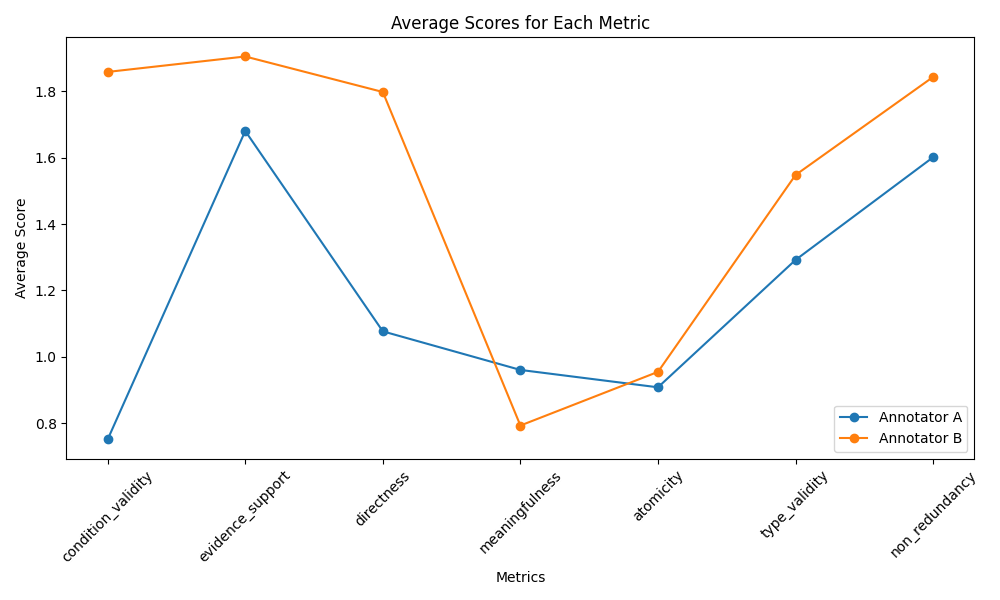 Average Scores for Each Metric
Average Score
1.8
1.6
1.4
1.2
1.0
0.8
Annotator A
Annotator B
condition_validity
evidence_support
directness
meaningfulness
atomicity
type_validity
non_redundancy
Metrics